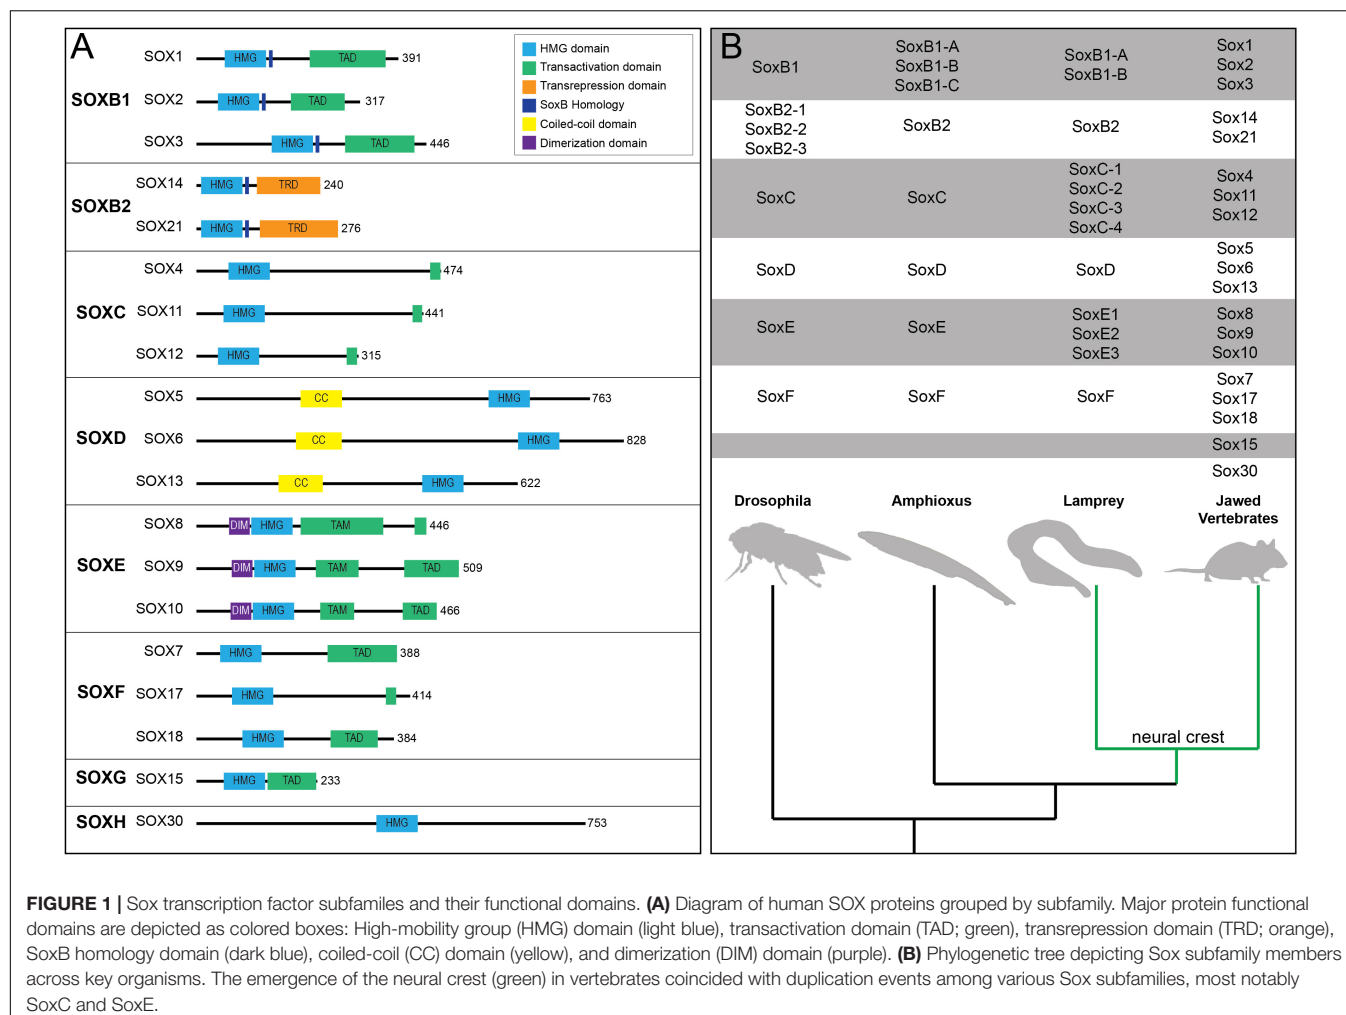 A
HMG domain
Transactivation domain
Transrepression domain
SoxB Homology
Coiled-coil domain
Dimerization domain
SOXB1
SOX1 HMG TAD 391
SOX2 HMG TAD 317
SOX3 HMG TAD 446
SOXB2
SOX14 HMG TRD 240
SOX21 HMG TRD 276
SOXC
SOX4 HMG 474
SOX11 HMG 441
SOX12 HMG 315
SOXD
SOX5 CC HMG 763
SOX6 CC HMG 828
SOX13 CC HMG 622
SOXE
SOX8 DIM HMG TAM 446
SOX9 DIM HMG TAM TAD 509
SOX10 DIM HMG TAM TAD 466
SOXF
SOX7 HMG TAD 388
SOX17 HMG 414
SOX18 HMG TAD 384
SOXG SOX15 HMG TAD 233
SOXH SOX30 HMG 753
B
SoxB1
SoxB1-A
SoxB1-B
SoxB1-C
SoxB1-A
SoxB1-B
Sox1
Sox2
Sox3
SoxB2-1
SoxB2-2
SoxB2-3
SoxB2
SoxB2
Sox14
Sox21
SoxC
SoxC
SoxC-1
SoxC-2
SoxC-3
SoxC-4
Sox4
Sox11
Sox12
SoxD
SoxD
SoxD
Sox5
Sox6
Sox13
SoxE
SoxE
SoxE1
SoxE2
SoxE3
Sox8
Sox9
Sox10
SoxF
SoxF
SoxF
Sox7
Sox17
Sox18
Sox15
Sox30
Drosophila
Amphioxus
Lamprey
Jawed
Vertebrates
neural crest
FIGURE 1 | Sox transcription factor subfamiles and their functional domains. (A) Diagram of human SOX proteins grouped by subfamily. Major protein functional
domains are depicted as colored boxes: High-mobility group (HMG) domain (light blue), transactivation domain (TAD; green), transrepression domain (TRD; orange),
SoxB homology domain (dark blue), coiled-coil (CC) domain (yellow), and dimerization (DIM) domain (purple). (B) Phylogenetic tree depicting Sox subfamily members
across key organisms. The emergence of the neural crest (green) in vertebrates coincided with duplication events among various Sox subfamilies, most notably
SoxC and SoxE.